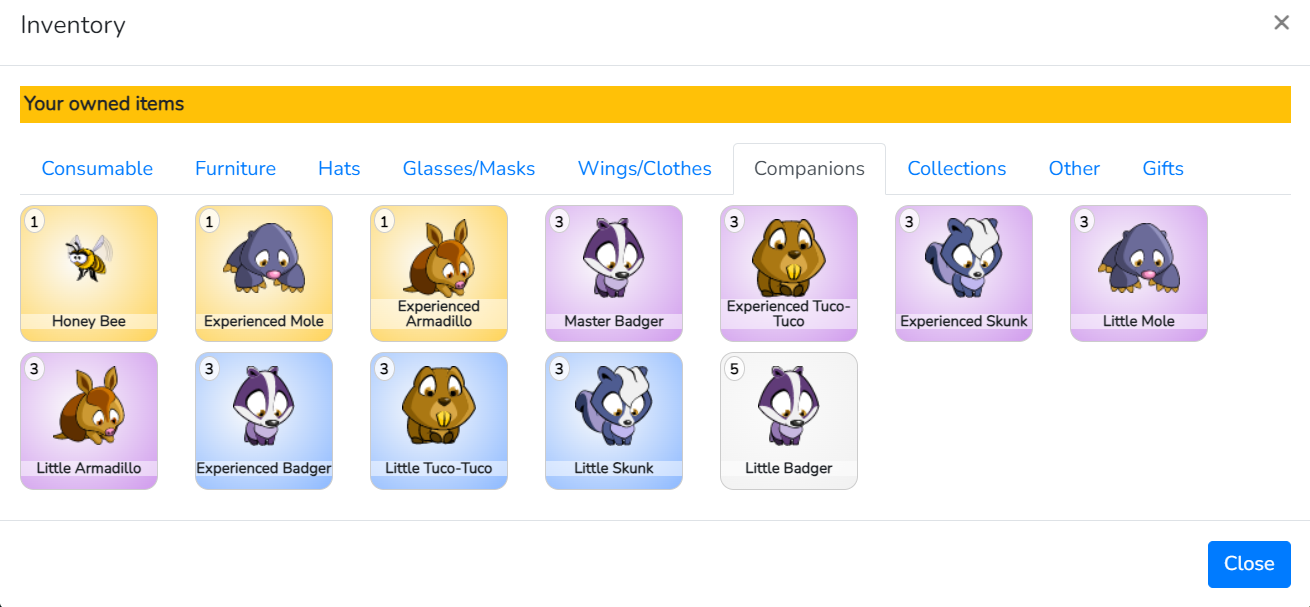 Inventory
×
Your owned items
Consumable
Furniture
Hats
Glasses/Masks
Wings/Clothes
Companions
Collections
Other
Gifts
1
Honey Bee
1
Experienced Mole
1
Experienced
Armadillo
3
Master Badger
3
Experienced Tuco-
Tuco
3
Experienced Skunk
3
Little Mole
3
Little Armadillo
3
Experienced Badger
3
Little Tuco-Tuco
3
Little Skunk
5
Little Badger
Close